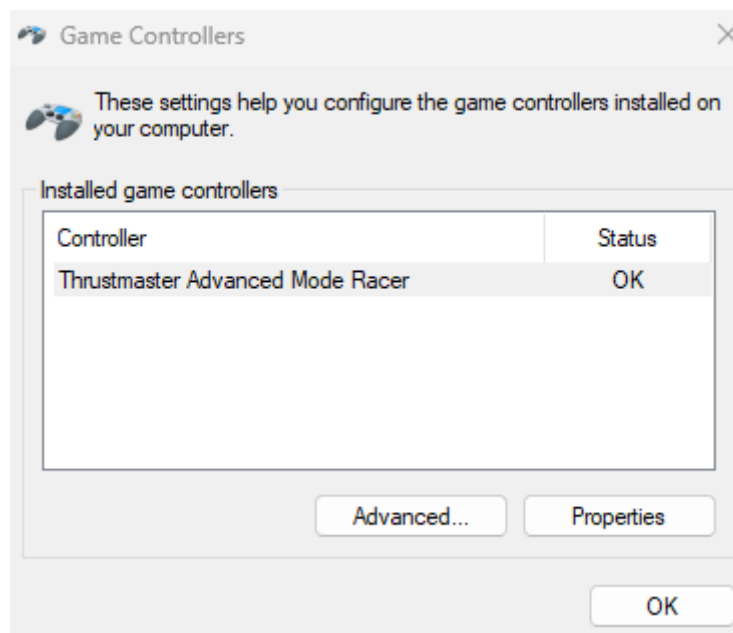 Game Controllers
These settings help you configure the game controllers installed on
your computer.
Installed game controllers
Controller Status
Thrustmaster Advanced Mode Racer OK
Advanced... Properties
OK